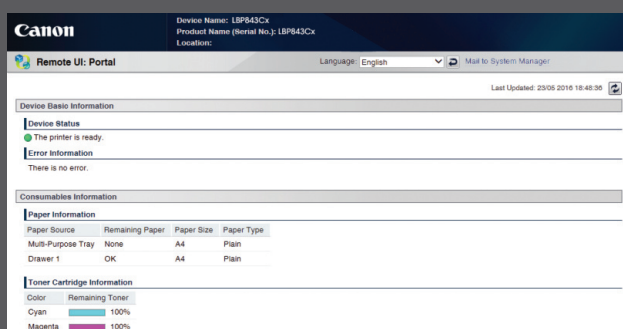 Canon
Device Name: LBP843Cx
Product Name (Serial No.): LBP843Cx
Location:
Remote UI: Portal
Language: English
Mail to System Manager
Last Updated: 23/05 2016 18:48:36
Device Basic Information
Device Status
The printer is ready.
Error Information
There is no error.
Consumables Information
Paper Information
Paper Source Remaining Paper Paper Size Paper Type
Multi-Purpose Tray None A4 Plain
Drawer 1 OK A4 Plain
Toner Cartridge Information
Color Remaining Toner
Cyan 100%
Magenta 100%